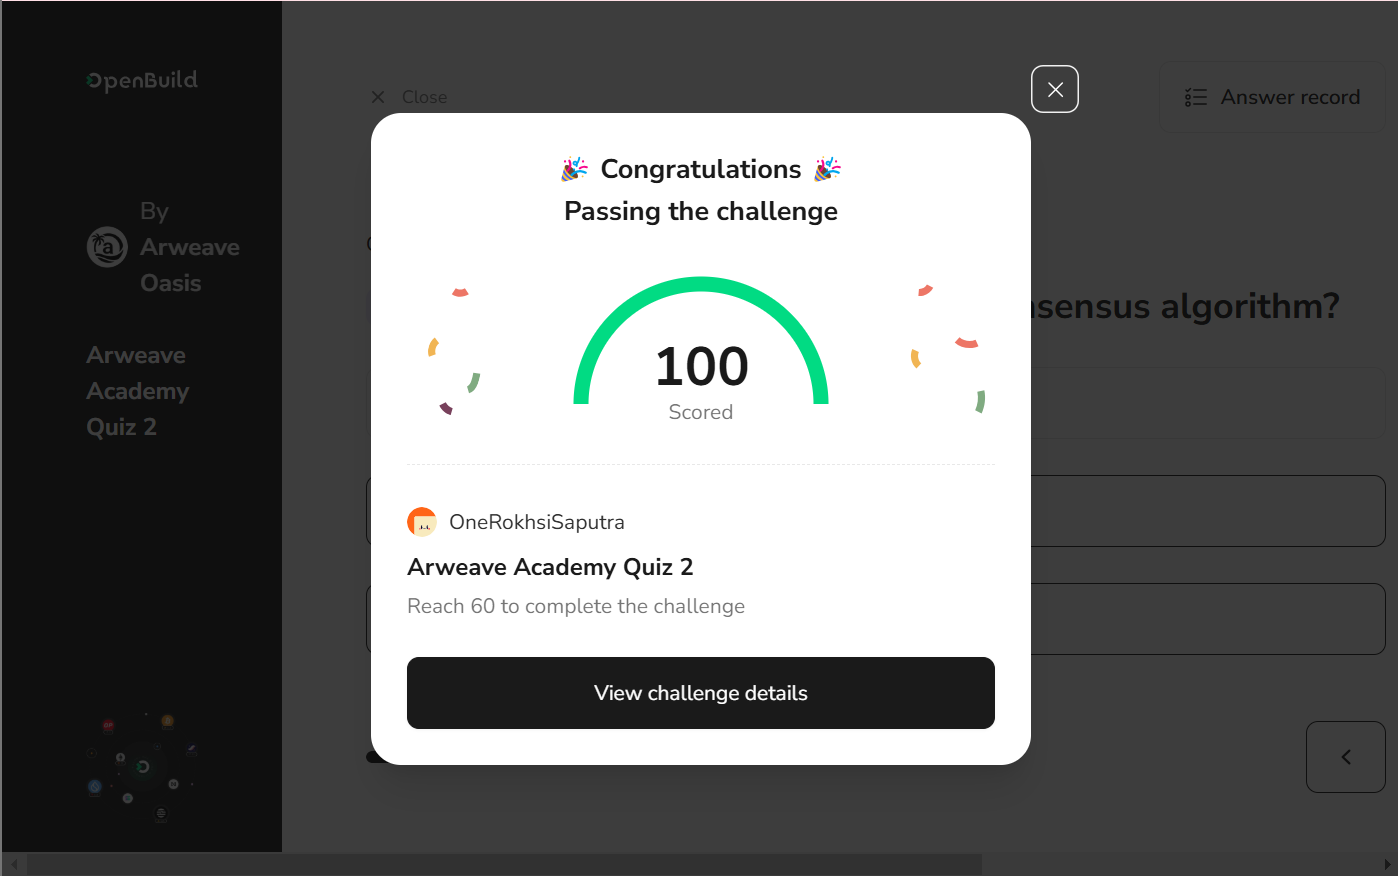 OpenBuild
By
Arweave
Oasis
Arweave
Academy
Quiz 2
Close
Answer record
Congratulations
Passing the challenge
sensus algorithm?
100
Scored
OneRokhsiSaputra
Arweave Academy Quiz 2
Reach 60 to complete the challenge
View challenge details